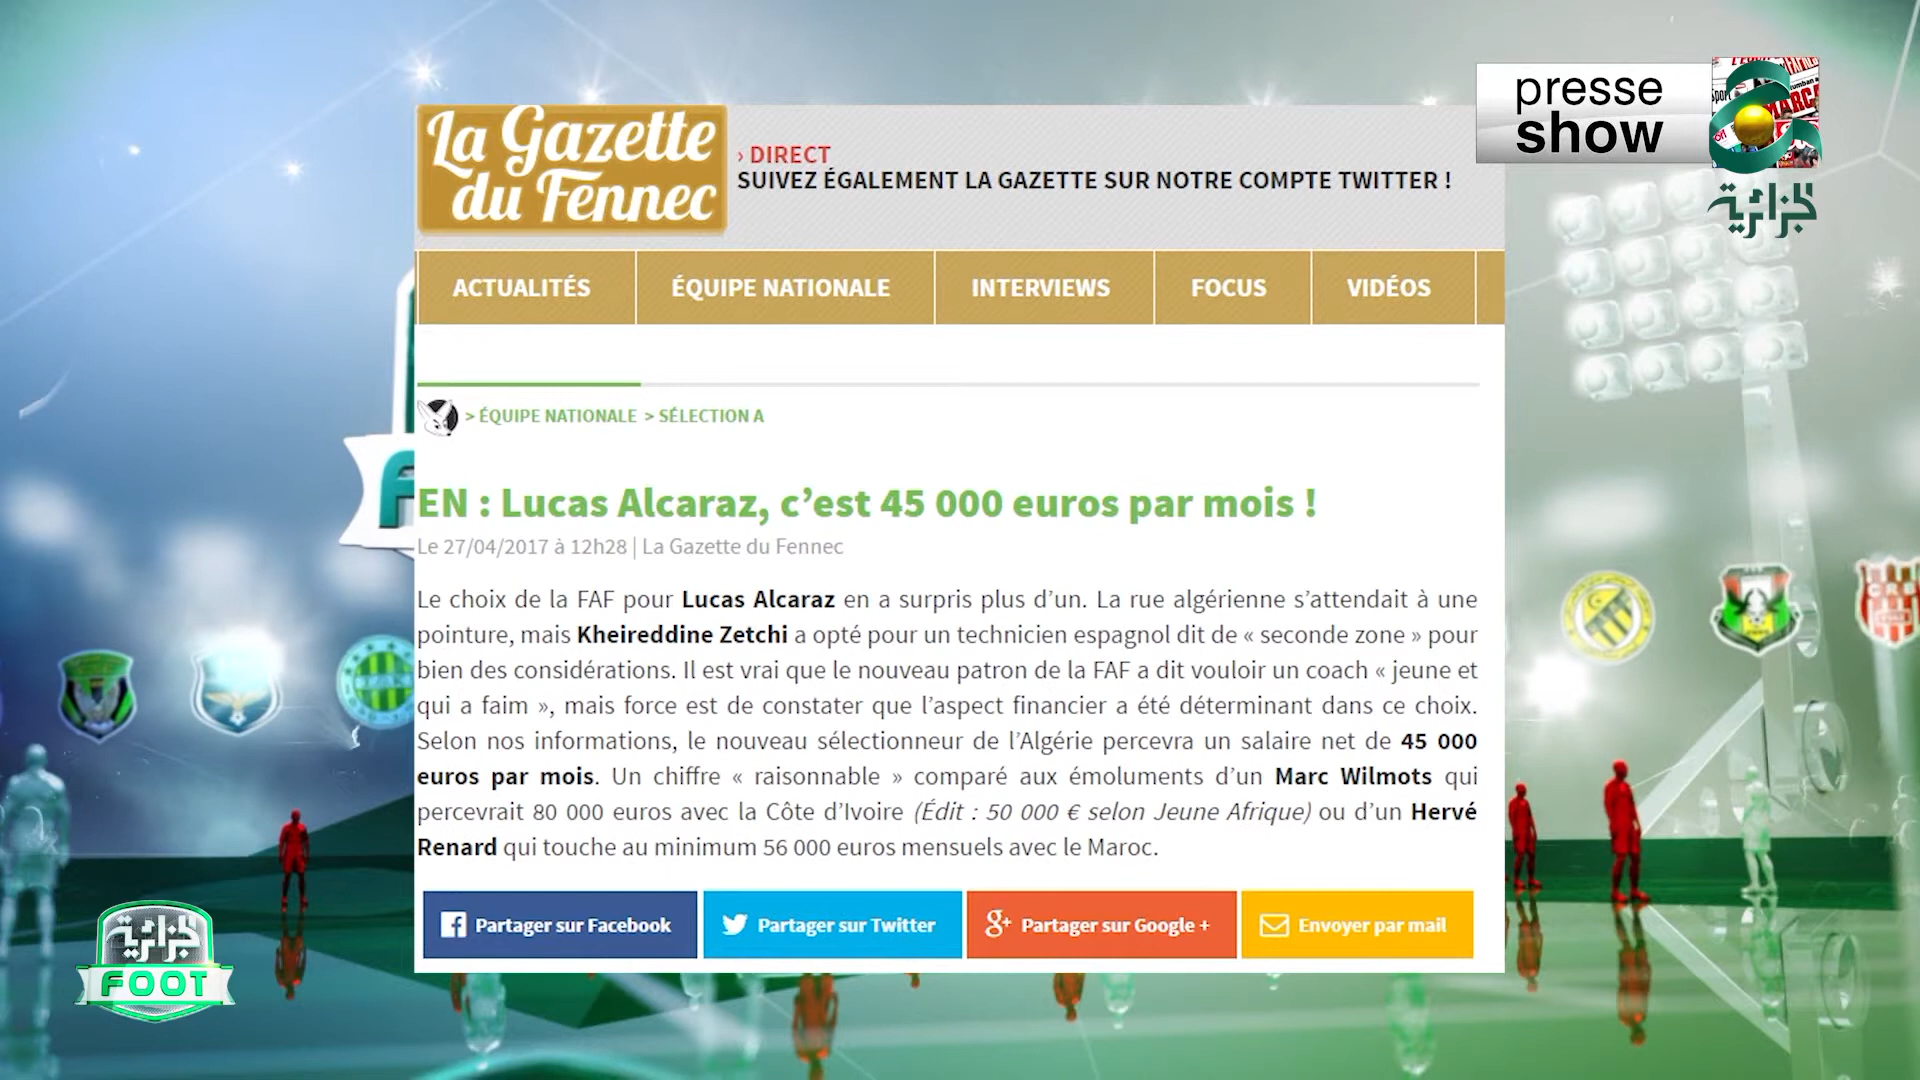 presse
show
الجزائرية
La Gazette
du Fennec
› DIRECT
SUIVEZ ÉGALEMENT LA GAZETTE SUR NOTRE COMPTE TWITTER !
ACTUALITÉS
ÉQUIPE NATIONALE
INTERVIEWS
FOCUS
VIDÉOS
> ÉQUIPE NATIONALE > SÉLECTION A
EN : Lucas Alcaraz, c’est 45 000 euros par mois !
Le 27/04/2017 à 12h28 | La Gazette du Fennec
Le choix de la FAF pour Lucas Alcaraz en a surpris plus d’un. La rue algérienne s’attendait à une
pointure, mais Kheireddine Zetchi a opté pour un technicien espagnol dit de « seconde zone » pour
bien des considérations. Il est vrai que le nouveau patron de la FAF a dit vouloir un coach « jeune et
qui a faim », mais force est de constater que l’aspect financier a été déterminant dans ce choix.
Selon nos informations, le nouveau sélectionneur de l’Algérie percevra un salaire net de 45 000
euros par mois. Un chiffre « raisonnable » comparé aux émoluments d’un Marc Wilmots qui
percevrait 80 000 euros avec la Côte d’Ivoire (Édit : 50 000 € selon Jeune Afrique) ou d’un Hervé
Renard qui touche au minimum 56 000 euros mensuels avec le Maroc.
Partager sur Facebook
Partager sur Twitter
Partager sur Google +
Envoyer par mail
الجزائرية
FOOT